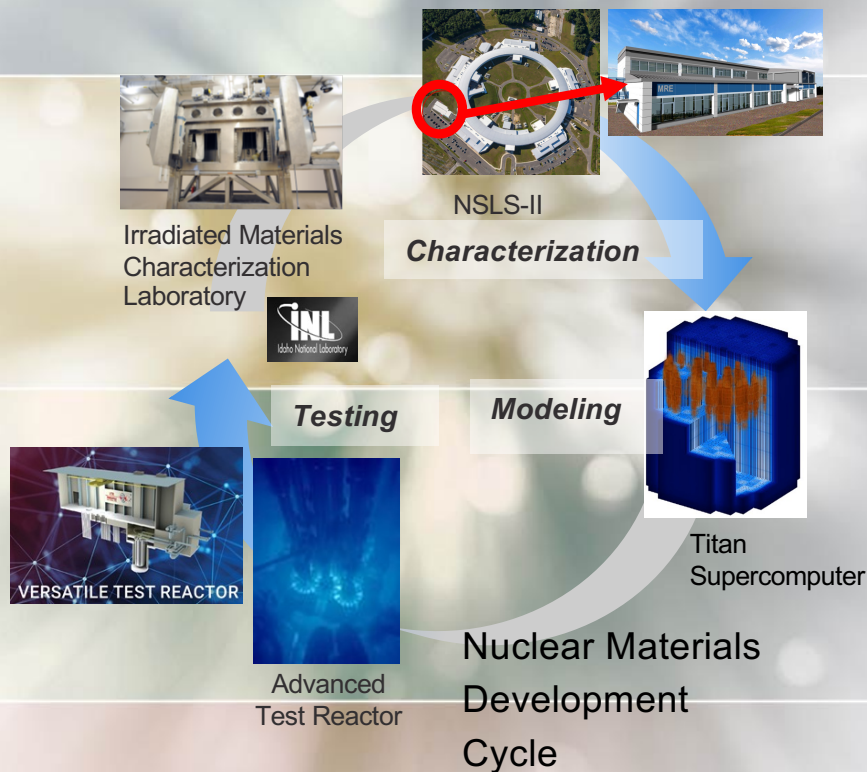 MRE
NSLS-II
Irradiated Materials
Characterization
Laboratory
Characterization
INL
Idaho National Laboratory
Testing
Modeling
VERSATILE TEST REACTOR
Titan
Supercomputer
Advanced
Test Reactor
Nuclear Materials
Development
Cycle